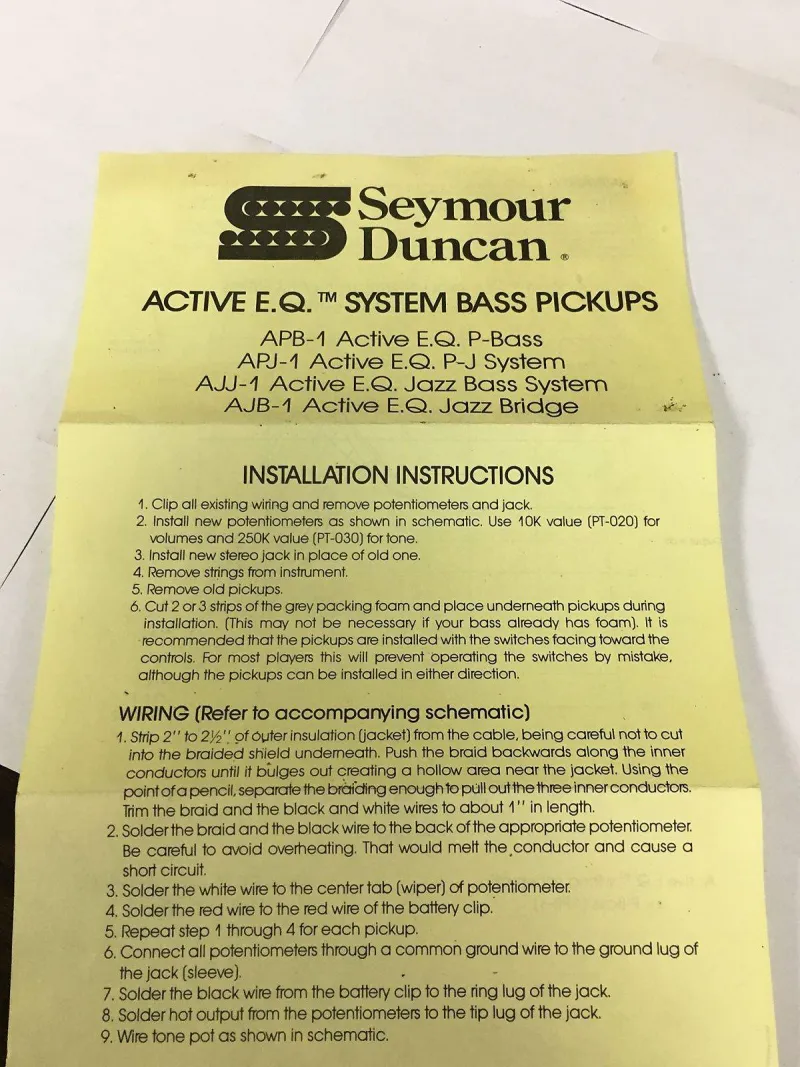 Seymour
Duncan®
ACTIVE E.Q.™ SYSTEM BASS PICKUPS
APB-1 Active E.Q. P-Bass
APJ-1 Active E.Q. P-J System
AJJ-1 Active E.Q. Jazz Bass System
AJB-1 Active E.Q. Jazz Bridge
INSTALLATION INSTRUCTIONS
1. Clip all existing wiring and remove potentiometers and jack.
2. Install new potentiometers as shown in schematic. Use 10K value (PT-020) for
volumes and 250K value (PT-030) for tone.
3. Install new stereo jack in place of old one.
4. Remove strings from instrument.
5. Remove old pickups.
6. Cut 2 or 3 strips of the grey packing foam and place underneath pickups during
installation. (This may not be necessary if your bass already has foam). It is
recommended that the pickups are installed with the switches facing toward the
controls. For most players this will prevent operating the switches by mistake,
although the pickups can be installed in either direction.
WIRING (Refer to accompanying schematic)
1. Strip 2'' to 2½'' of outer insulation (jacket) from the cable, being careful not to cut
into the braided shield underneath. Push the braid backwards along the inner
conductors until it bulges out creating a hollow area near the jacket. Using the
point of a pencil, separate the braiding enough to pull out the three inner conductors.
Trim the braid and the black and white wires to about 1'' in length.
2. Solder the braid and the black wire to the back of the appropriate potentiometer.
Be careful to avoid overheating. That would melt the conductor and cause a
short circuit.
3. Solder the white wire to the center tab (wiper) of potentiometer.
4. Solder the red wire to the red wire of the battery clip.
5. Repeat step 1 through 4 for each pickup.
6. Connect all potentiometers through a common ground wire to the ground lug of
the jack (sleeve).
7. Solder the black wire from the battery clip to the ring lug of the jack.
8. Solder hot output from the potentiometers to the tip lug of the jack.
9. Wire tone pot as shown in schematic.